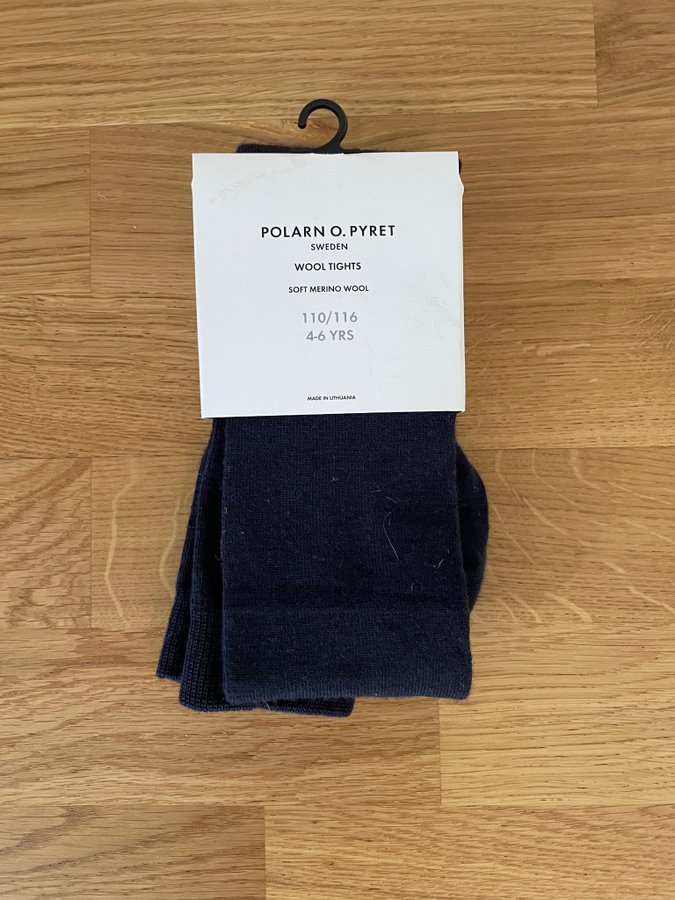 POLARN O. PYRET
SWEDEN
WOOL TIGHTS
SOFT MERINO WOOL
110/116
4-6 YRS
MADE IN LITHUANIA